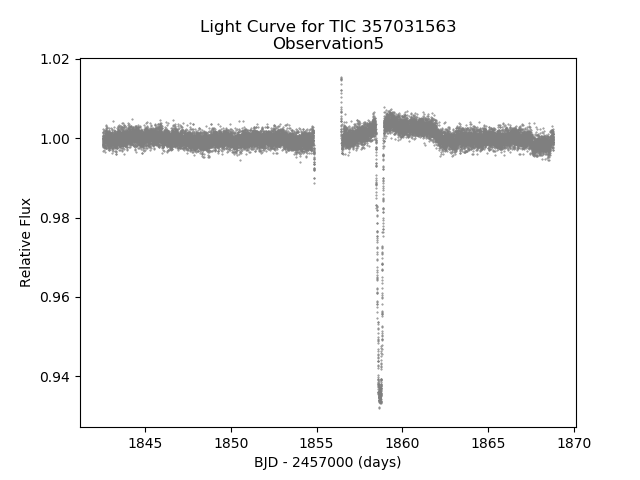 Light Curve for TIC 357031563
Observation5
1.02
1.00
0.98
0.96
0.94
Relative Flux
1845
1850
1855
1860
1865
1870
BJD - 2457000 (days)